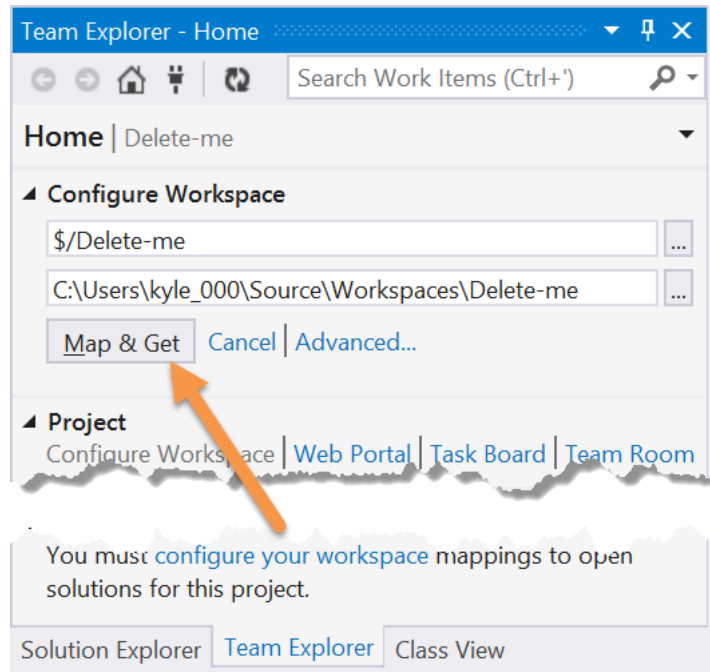 Team Explorer - Home
Search Work Items (Ctrl+')
Home | Delete-me
Configure Workspace
$/Delete-me
...
C:\Users\kyle_000\Source\Workspaces\Delete-me
...
Map & Get Cancel | Advanced...
Project
Configure Workspace | Web Portal | Task Board | Team Room
You must configure your workspace mappings to open
solutions for this project.
Solution Explorer Team Explorer Class View